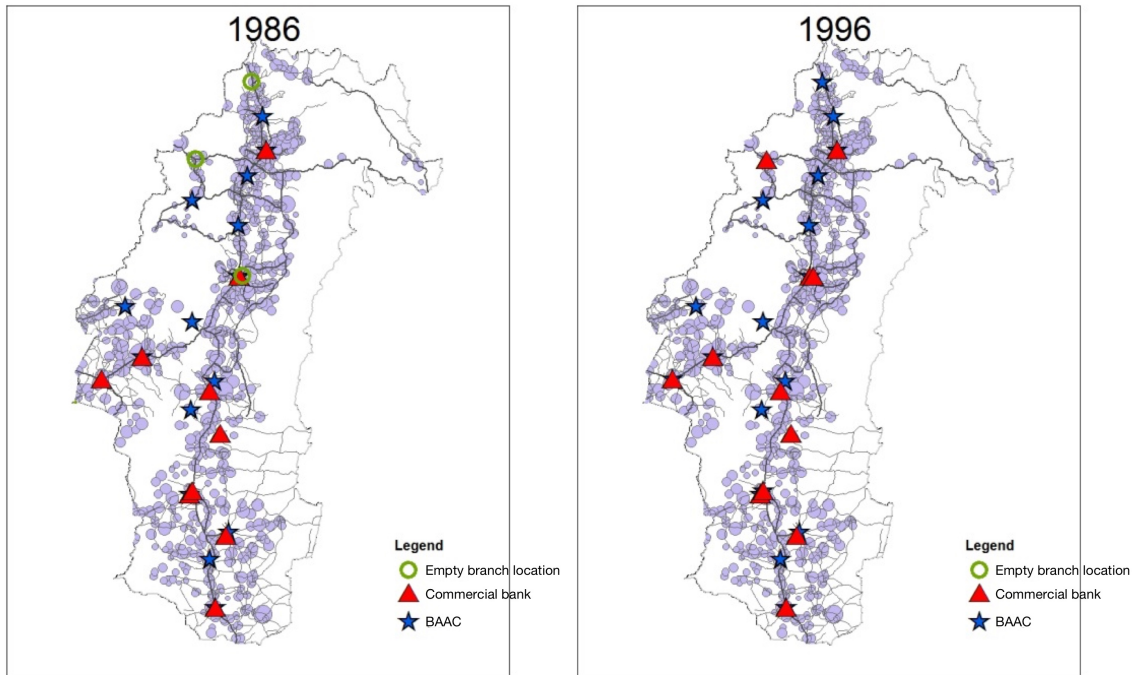 1986
Legend
Empty branch location
Commercial bank
BAAC
1996
Legend
Empty branch location
Commercial bank
BAAC